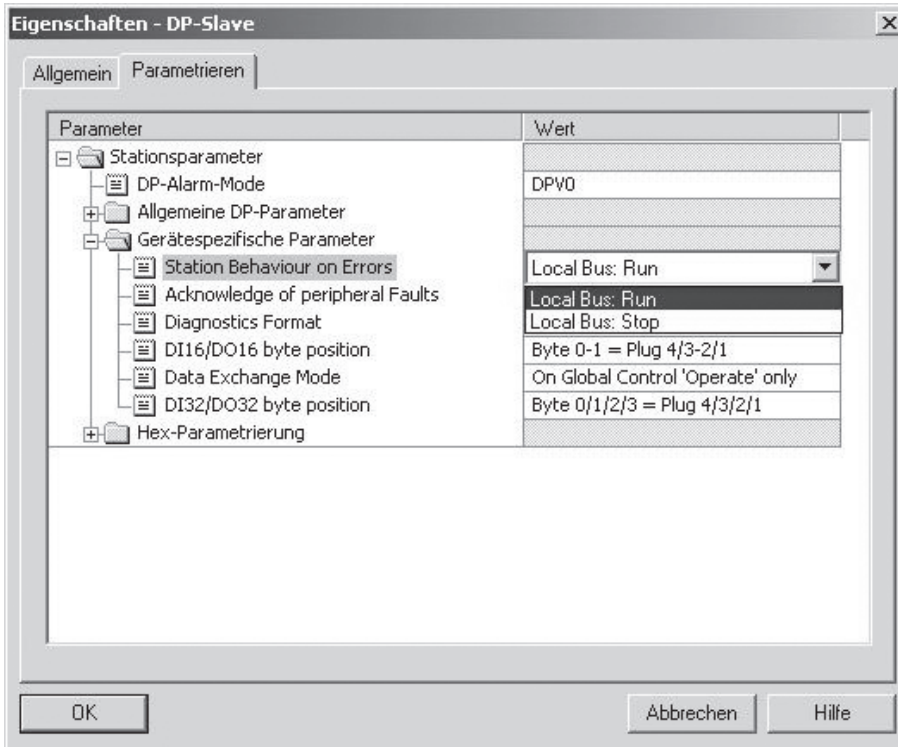 Eigenschaften - DP-Slave
Allgemein Parametrieren
Parameter Wert
Stationsparameter
DP-Alarm-Mode DPV0
Allgemeine DP-Parameter
Gerätespezifische Parameter
Station Behaviour on Errors Local Bus: Run
Acknowledge of peripheral Faults Local Bus: Run
Diagnostics Format Local Bus: Stop
DI16/DO16 byte position Byte 0-1 = Plug 4/3-2/1
Data Exchange Mode On Global Control 'Operate' only
DI32/DO32 byte position Byte 0/1/2/3 = Plug 4/3/2/1
Hex-Parametrierung
OK Abbrechen Hilfe